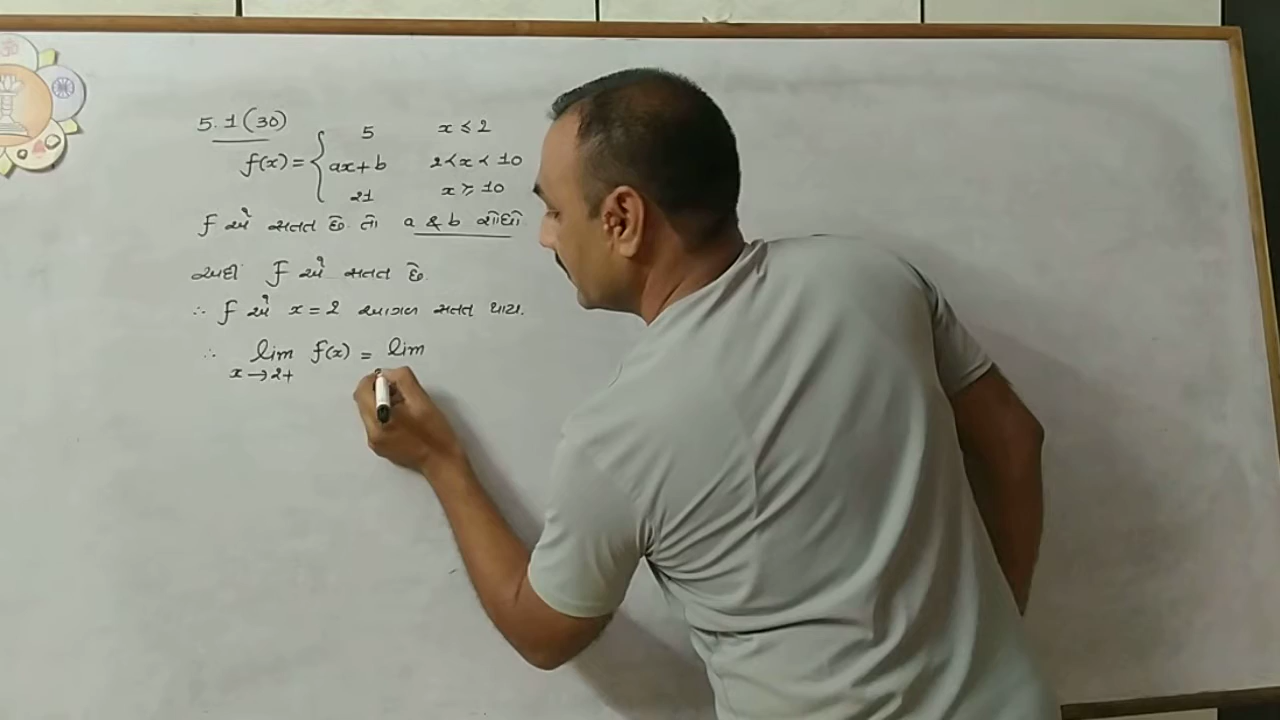 5.1 (30)
5 x ≤ 2
f(x) = { ax + b 2 < x < 10
21 x ≥ 10
f એ સતત છે. તો a & b શોધો
અહીં f એ સતત છે.
∴ f એ x = 2 આગળ સતત થાય.
∴ lim f(x) = lim
x → 2+